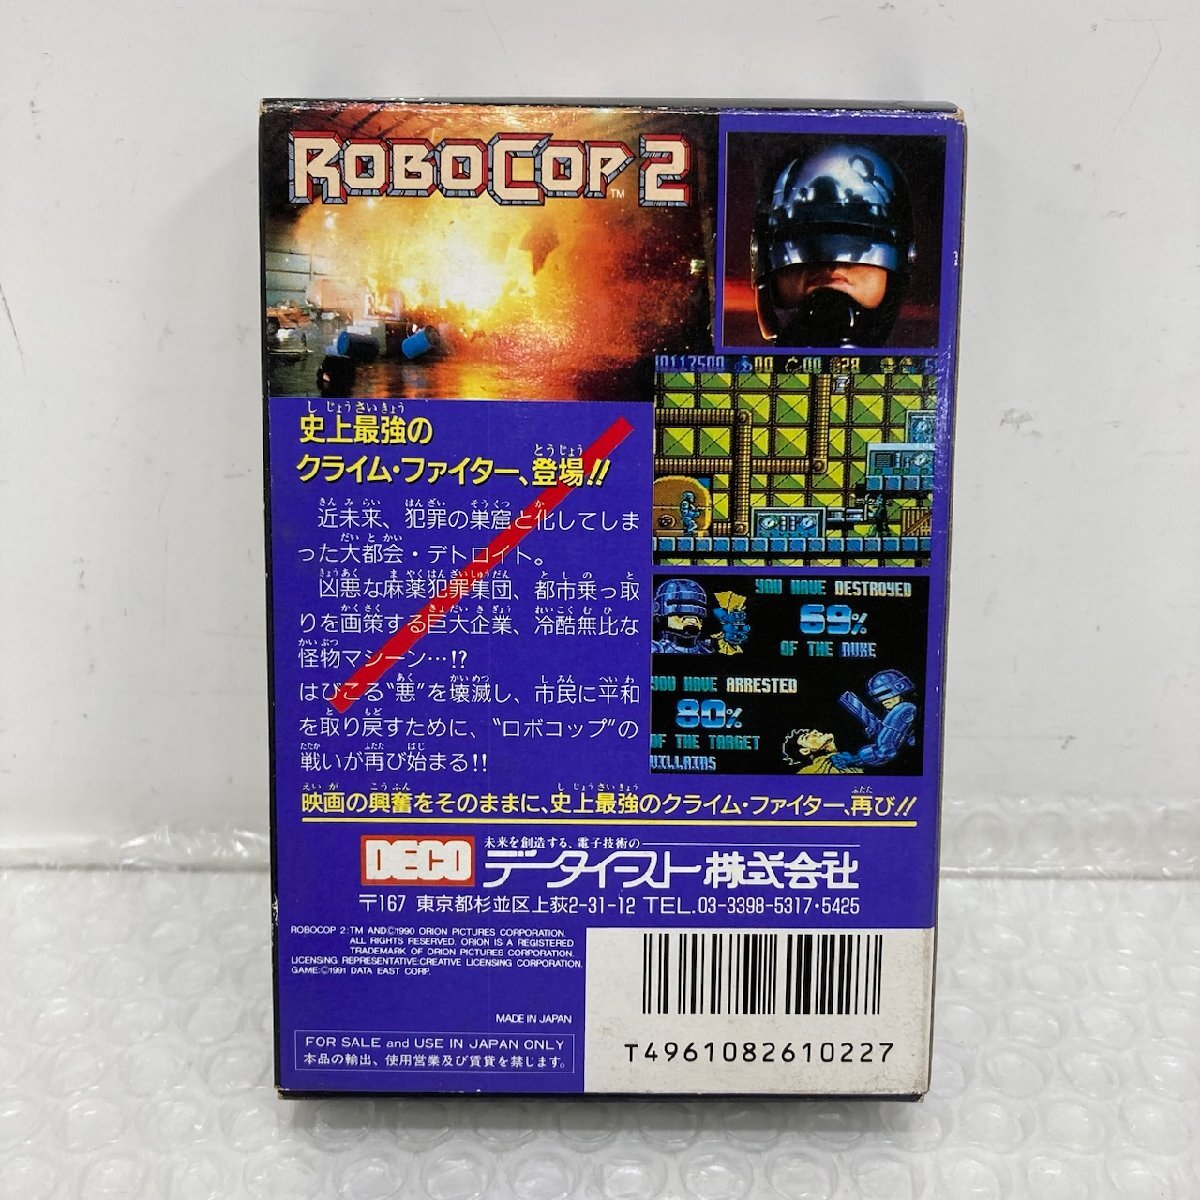 ROBOCOP 2 TM
史上最強の
クライム・ファイター、登場!!
近未来、犯罪の巣窟と化してしま
った大都会・デトロイト。
凶悪な麻薬犯罪集団、都市乗っ取
りを画策する巨大企業、冷酷無比な
怪物マシーン…!?
はびこる“悪”を壊滅し、市民に平和
を取り戻すために、“ロボコップ”の
戦いが再び始まる!!
YOU HAVE DESTROYED
69%
OF THE NUKE
YOU HAVE ARRESTED
80%
OF THE TARGET
VILLAINS
映画の興奮をそのままに、史上最強のクライム・ファイター、再び!!
DECO
未来を創造する、電子技術の
データイースト株式会社
〒167 東京都杉並区上荻2-31-12 TEL.03-3398-5317・5425
ROBOCOP 2:TM AND©1990 ORION PICTURES CORPORATION.
ALL RIGHTS RESERVED. ORION IS A REGISTERED
TRADEMARK OF ORION PICTURES CORPORATION.
LICENSING REPRESENTATIVE:CREATIVE LICENSING CORPORATION.
GAME:©1991 DATA EAST CORP.
MADE IN JAPAN
FOR SALE and USE IN JAPAN ONLY
本品の輸出、使用営業及び賃貸を禁じます。
T4961082610227